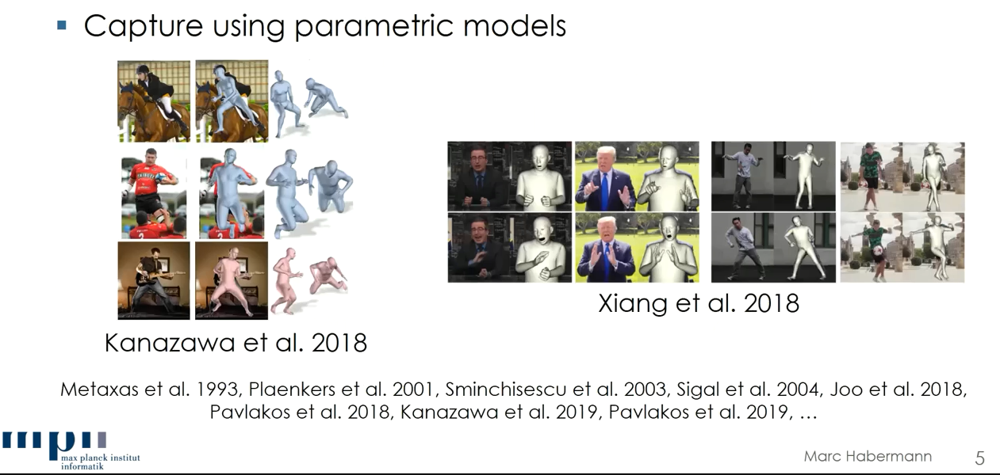 Capture using parametric models
Kanazawa et al. 2018
Xiang et al. 2018
Metaxas et al. 1993, Plaenkers et al. 2001, Sminchisescu et al. 2003, Sigal et al. 2004, Joo et al. 2018,
Pavlakos et al. 2018, Kanazawa et al. 2019, Pavlakos et al. 2019, …
max planck institut
informatik
Marc Habermann
5